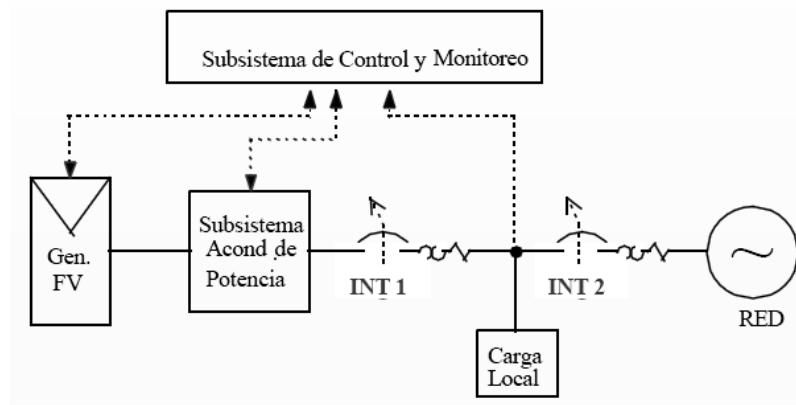 Subsistema de Control y Monitoreo
Gen.
FV
Subsistema
Acond de
Potencia
INT 1
INT 2
RED
Carga
Local